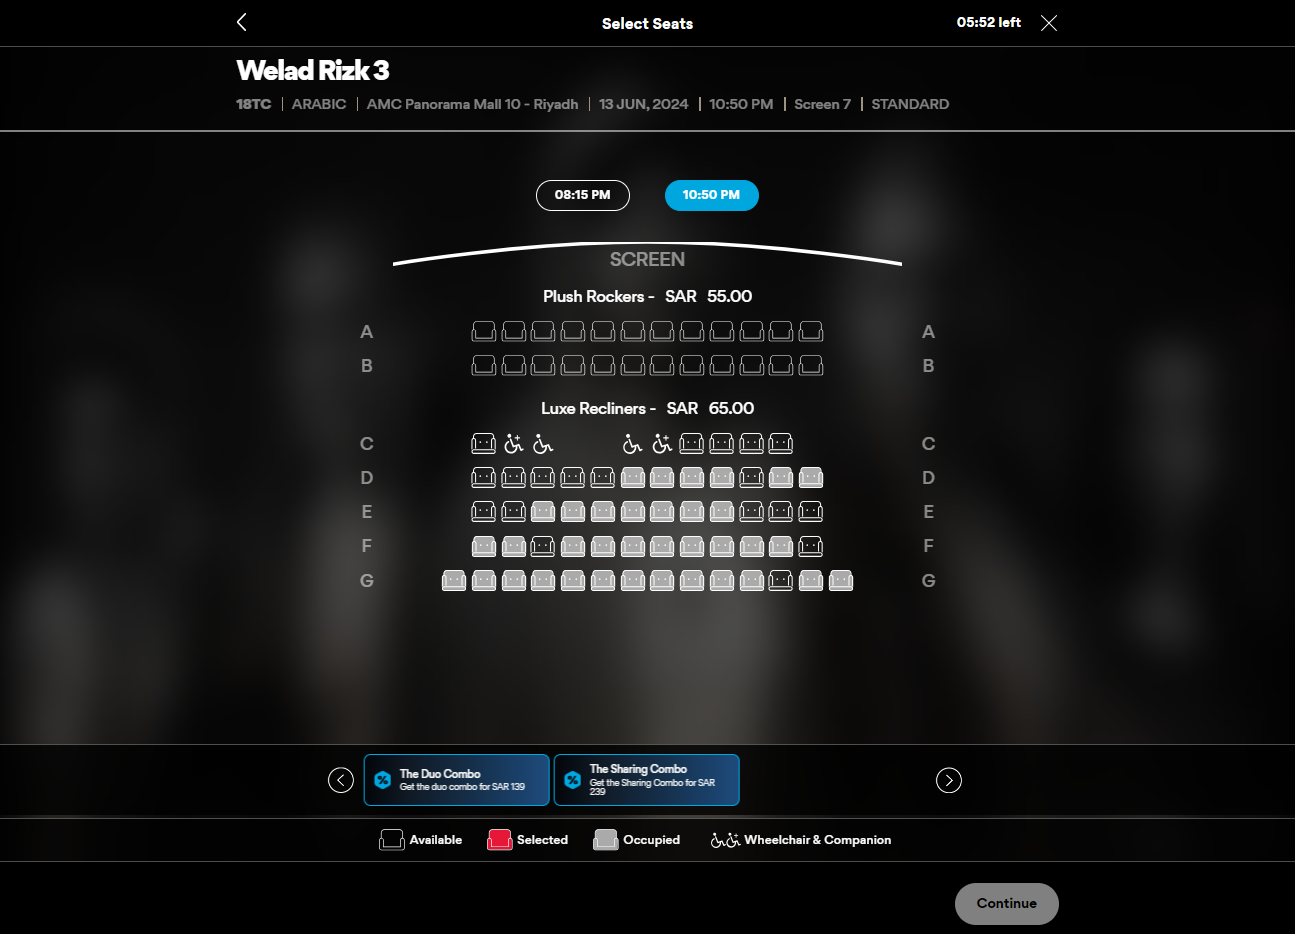 Select Seats
05:52 left
Welad Rizk 3
18TC | ARABIC | AMC Panorama Mall 10 - Riyadh | 13 JUN, 2024 | 10:50 PM | Screen 7 | STANDARD
08:15 PM
10:50 PM
SCREEN
Plush Rockers - SAR 55.00
A A
B B
Luxe Recliners - SAR 65.00
C C
D D
E E
F F
G G
The Duo Combo
Get the duo combo for SAR 139
The Sharing Combo
Get the Sharing Combo for SAR
239
Available
Selected
Occupied
Wheelchair & Companion
Continue